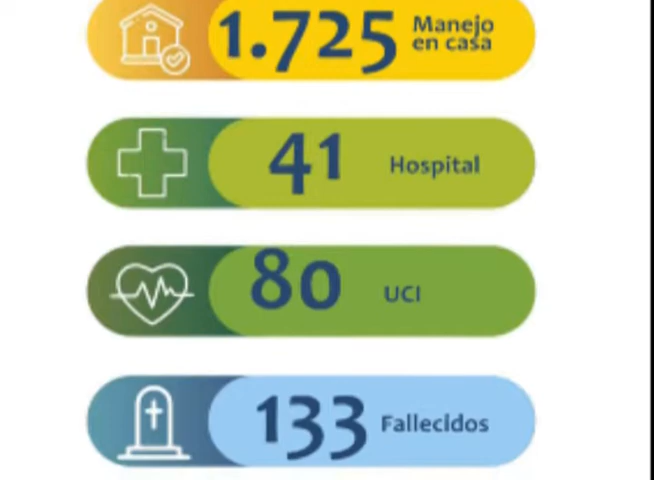 1.725 Manejo
en casa
41 Hospital
80 UCI
133 Fallecidos